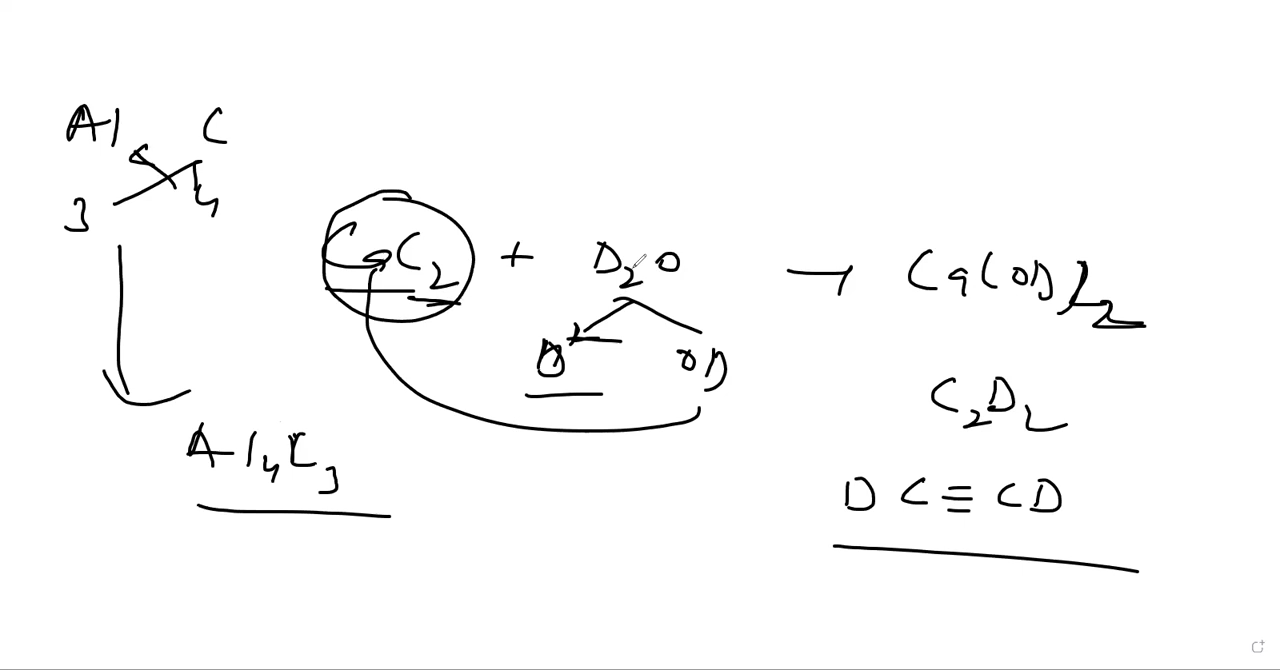 Al C
3 4
CaC2 + D2O → Ca(OD)2
D+ OD
C2D2
Al4C3
DC≡CD